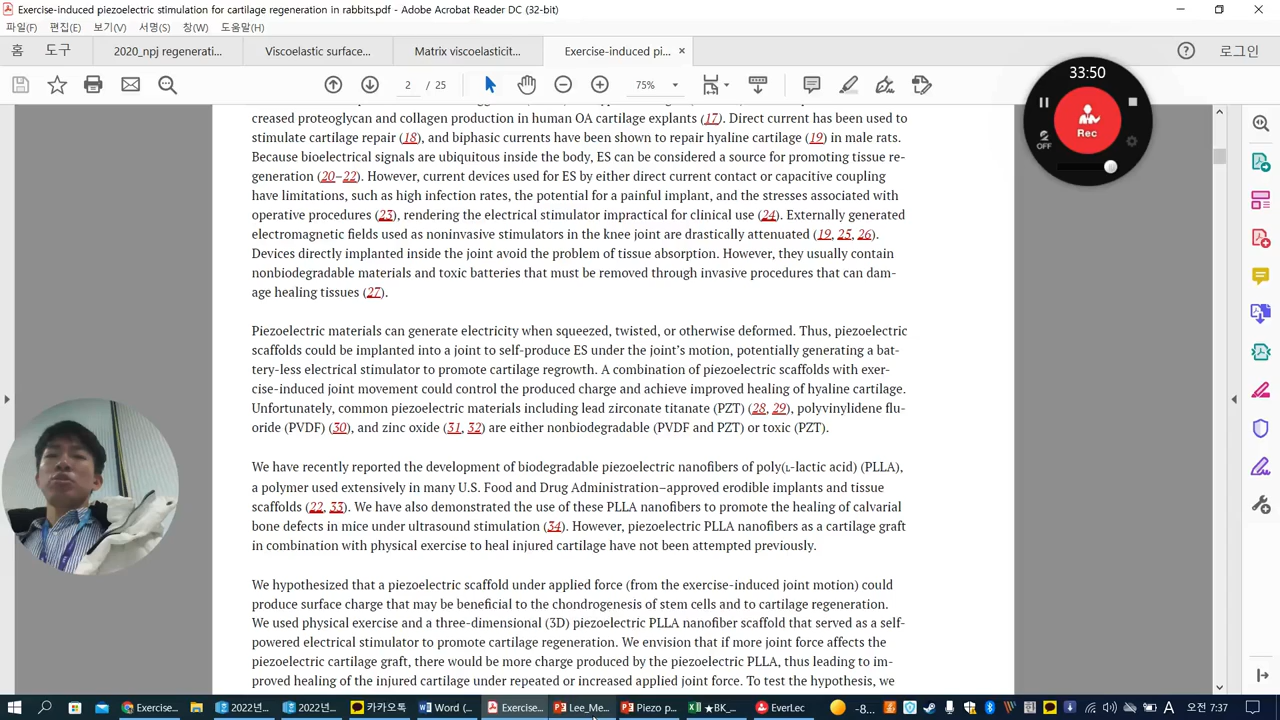 Exercise-induced piezoelectric stimulation for cartilage regeneration in rabbits.pdf - Adobe Acrobat Reader DC (32-bit)
파일(F) 편집(E) 보기(V) 서명(S) 창(W) 도움말(H)
홈 도구 2020_npj regenerati... Viscoelastic surface... Matrix viscoelasticit... Exercise-induced pi... × 로그인
2 / 25 75%
33:50
Rec
OFF
creased proteoglycan and collagen production in human OA cartilage explants (17). Direct current has been used to
stimulate cartilage repair (18), and biphasic currents have been shown to repair hyaline cartilage (19) in male rats.
Because bioelectrical signals are ubiquitous inside the body, ES can be considered a source for promoting tissue re-
generation (20–22). However, current devices used for ES by either direct current contact or capacitive coupling
have limitations, such as high infection rates, the potential for a painful implant, and the stresses associated with
operative procedures (23), rendering the electrical stimulator impractical for clinical use (24). Externally generated
electromagnetic fields used as noninvasive stimulators in the knee joint are drastically attenuated (19, 25, 26).
Devices directly implanted inside the joint avoid the problem of tissue absorption. However, they usually contain
nonbiodegradable materials and toxic batteries that must be removed through invasive procedures that can dam-
age healing tissues (27).
Piezoelectric materials can generate electricity when squeezed, twisted, or otherwise deformed. Thus, piezoelectric
scaffolds could be implanted into a joint to self-produce ES under the joint's motion, potentially generating a bat-
tery-less electrical stimulator to promote cartilage regrowth. A combination of piezoelectric scaffolds with exer-
cise-induced joint movement could control the produced charge and achieve improved healing of hyaline cartilage.
Unfortunately, common piezoelectric materials including lead zirconate titanate (PZT) (28, 29), polyvinylidene flu-
oride (PVDF) (30), and zinc oxide (31, 32) are either nonbiodegradable (PVDF and PZT) or toxic (PZT).
We have recently reported the development of biodegradable piezoelectric nanofibers of poly(L-lactic acid) (PLLA),
a polymer used extensively in many U.S. Food and Drug Administration–approved erodible implants and tissue
scaffolds (22, 33). We have also demonstrated the use of these PLLA nanofibers to promote the healing of calvarial
bone defects in mice under ultrasound stimulation (34). However, piezoelectric PLLA nanofibers as a cartilage graft
in combination with physical exercise to heal injured cartilage have not been attempted previously.
We hypothesized that a piezoelectric scaffold under applied force (from the exercise-induced joint motion) could
produce surface charge that may be beneficial to the chondrogenesis of stem cells and to cartilage regeneration.
We used physical exercise and a three-dimensional (3D) piezoelectric PLLA nanofiber scaffold that served as a self-
powered electrical stimulator to promote cartilage regeneration. We envision that if more joint force affects the
piezoelectric cartilage graft, there would be more charge produced by the piezoelectric PLLA, thus leading to im-
proved healing of the injured cartilage under repeated or increased applied joint force. To test the hypothesis, we
Exercise... 2022년... 2022년... 카카오톡 Word (... Exercise... Lee_Me... Piezo p... ★BK_... EverLec -8... A 오전 7:37